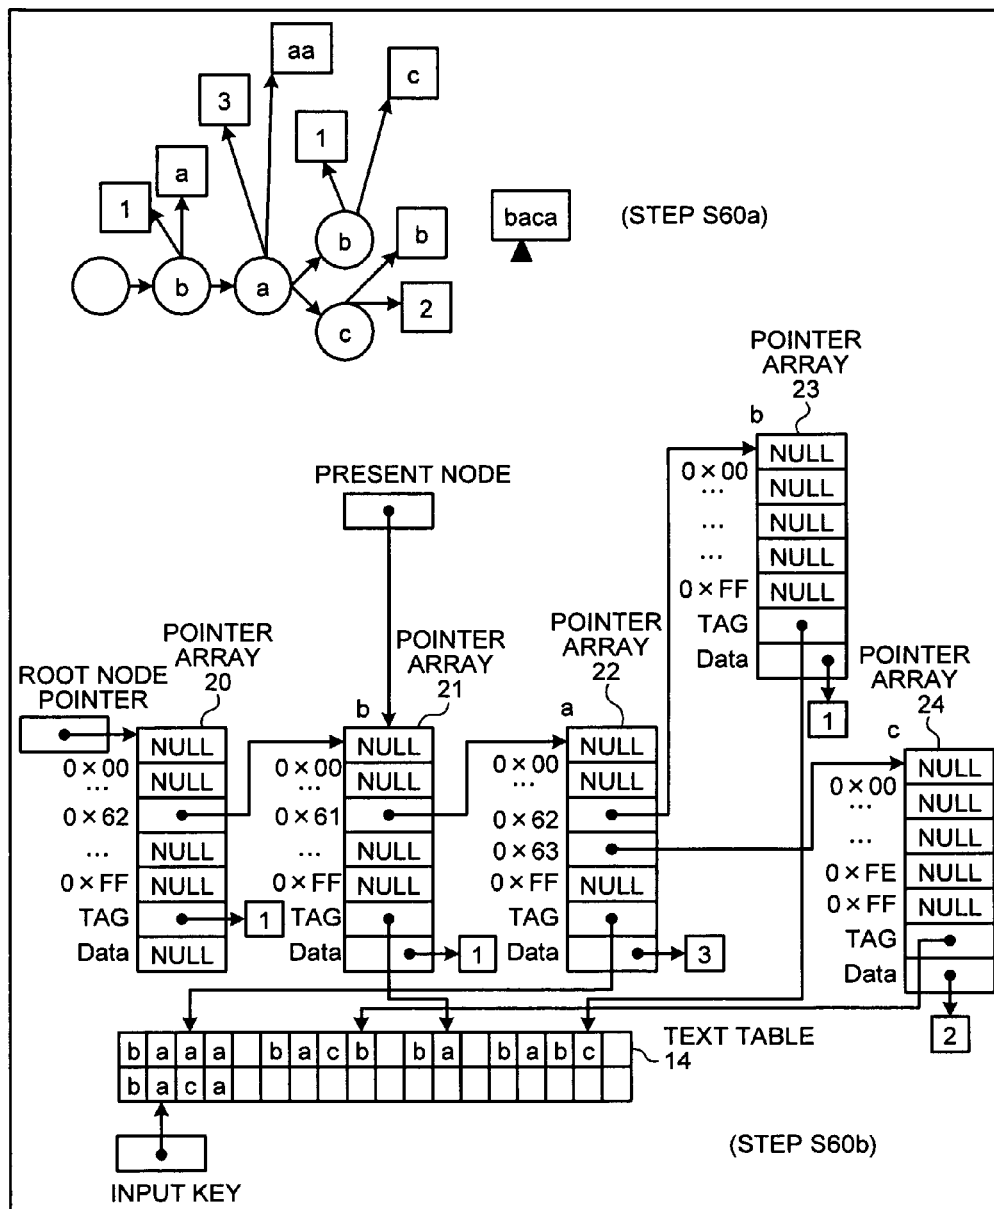 aa
3
c
1
a
1
b
b
baca
(STEP S60a)
b
a
c
2
POINTER
ARRAY
23
b
NULL
0×00
... NULL
... NULL
... NULL
0×FF NULL
TAG
Data
1
PRESENT NODE
POINTER
ARRAY
20
POINTER
ARRAY
21
POINTER
ARRAY
22
POINTER
ARRAY
24
ROOT NODE
POINTER
NULL
0×00
... NULL
0×62
... NULL
0×FF NULL
TAG 1
Data NULL
b
NULL
0×00
... NULL
0×61
... NULL
0×FF NULL
TAG
Data 1
a
NULL
0×00
... NULL
0×62
0×63
0×FF NULL
TAG
Data 3
c
NULL
0×00
... NULL
... NULL
0×FE NULL
0×FF NULL
TAG
Data
2
b a a a b a c b b a b a b c
b a c a
TEXT TABLE
14
INPUT KEY
(STEP S60b)